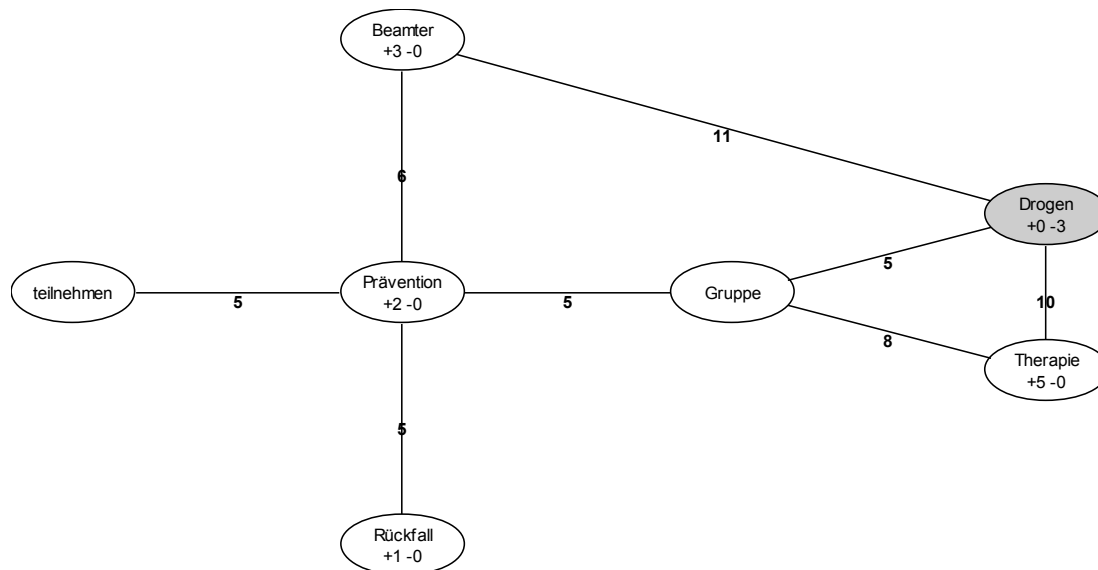 Beamter
+3 -0
11
6
Drogen
+0 -3
teilnehmen
5
Prävention
+2 -0
5
Gruppe
5
10
8
Therapie
+5 -0
5
Rückfall
+1 -0